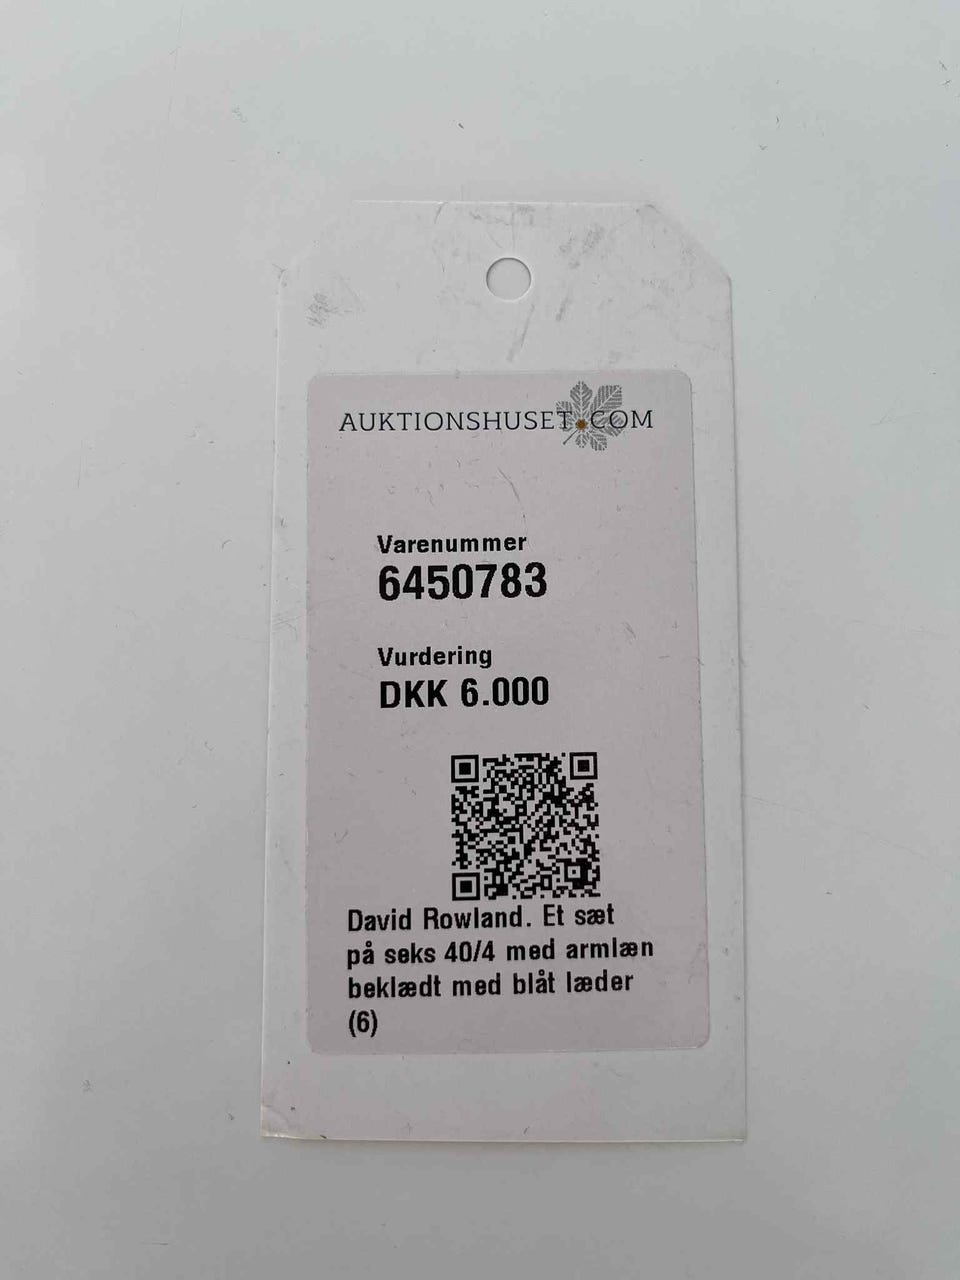 AUKTIONSHUSET.COM
Varenummer
6450783
Vurdering
DKK 6.000
David Rowland. Et sæt
på seks 40/4 med armlæn
beklædt med blåt læder
(6)